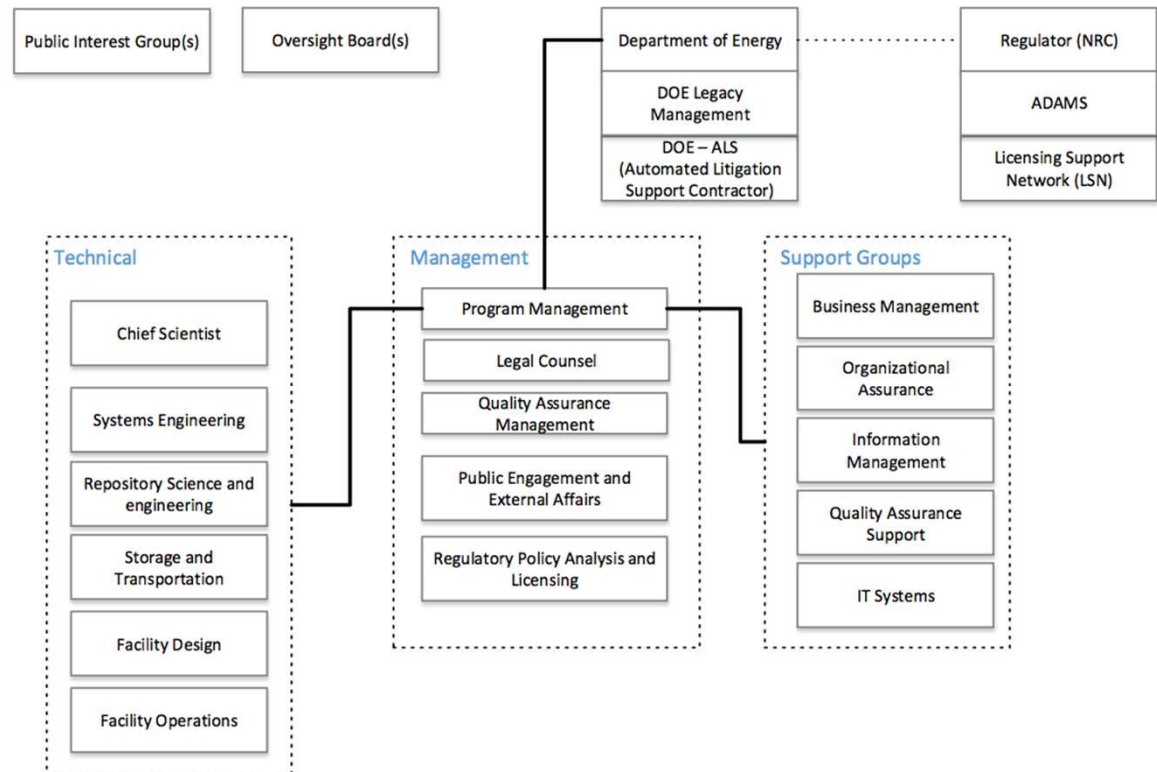 Public Interest Group(s)
Oversight Board(s)
Department of Energy
Regulator (NRC)
DOE Legacy
Management
ADAMS
DOE – ALS
(Automated Litigation
Support Contractor)
Licensing Support
Network (LSN)
Technical
Chief Scientist
Systems Engineering
Repository Science and
engineering
Storage and
Transportation
Facility Design
Facility Operations
Management
Program Management
Legal Counsel
Quality Assurance
Management
Public Engagement and
External Affairs
Regulatory Policy Analysis and
Licensing
Support Groups
Business Management
Organizational
Assurance
Information
Management
Quality Assurance
Support
IT Systems